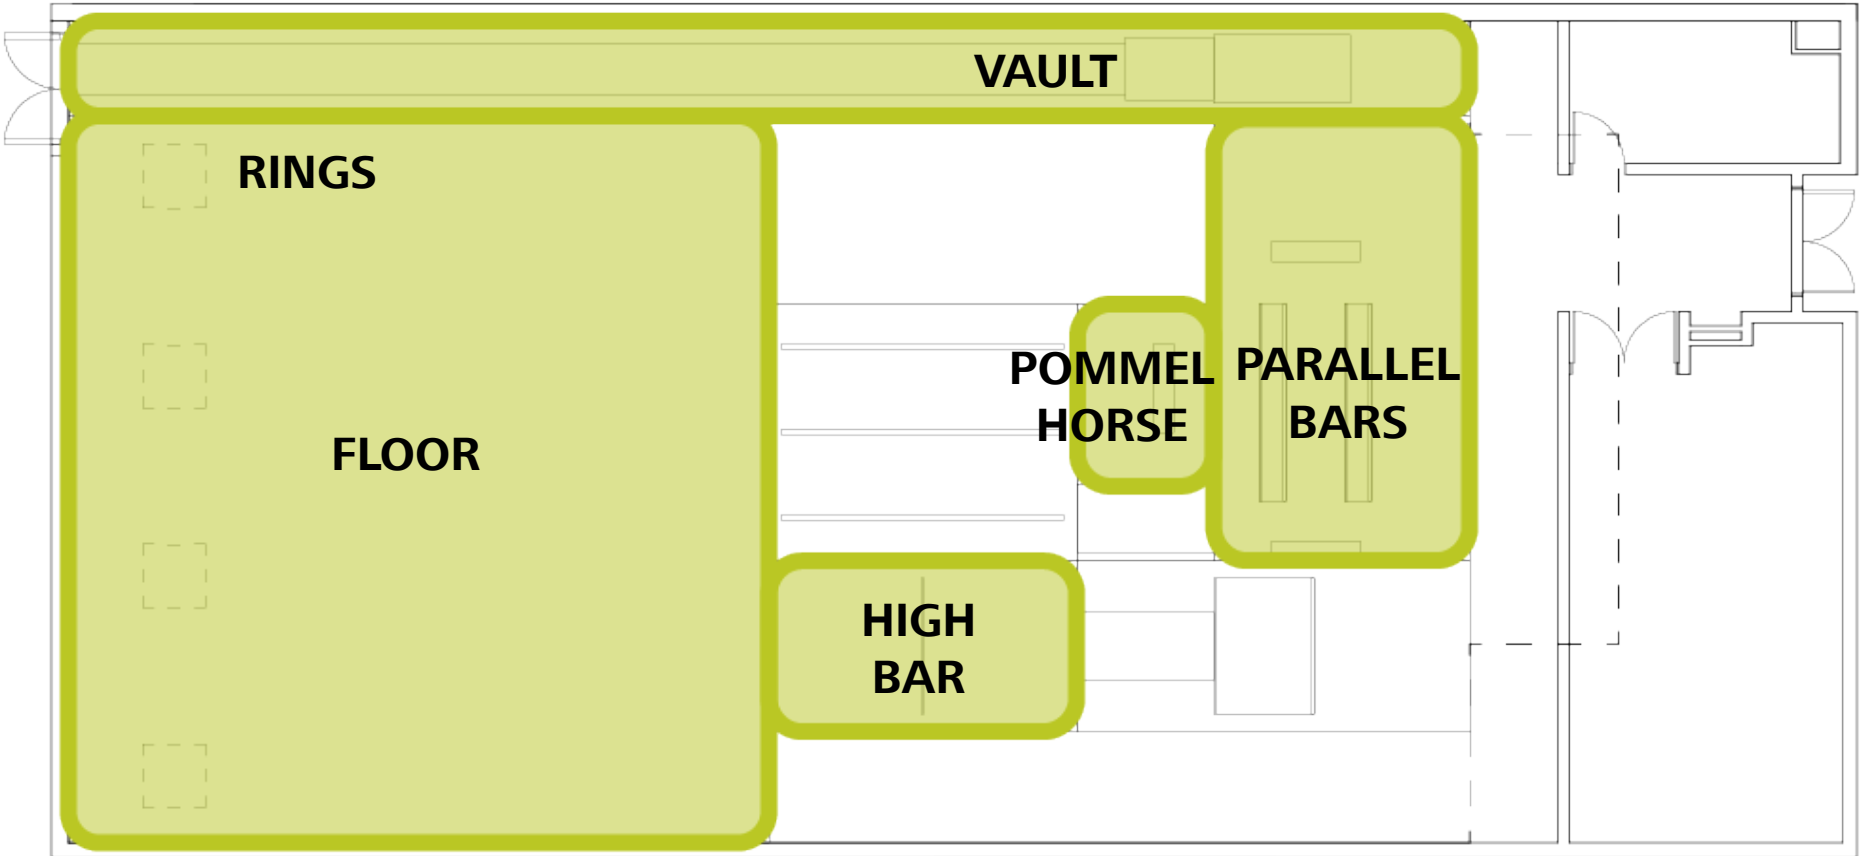 VAULT
RINGS
FLOOR
POMMEL
HORSE
PARALLEL
BARS
HIGH
BAR